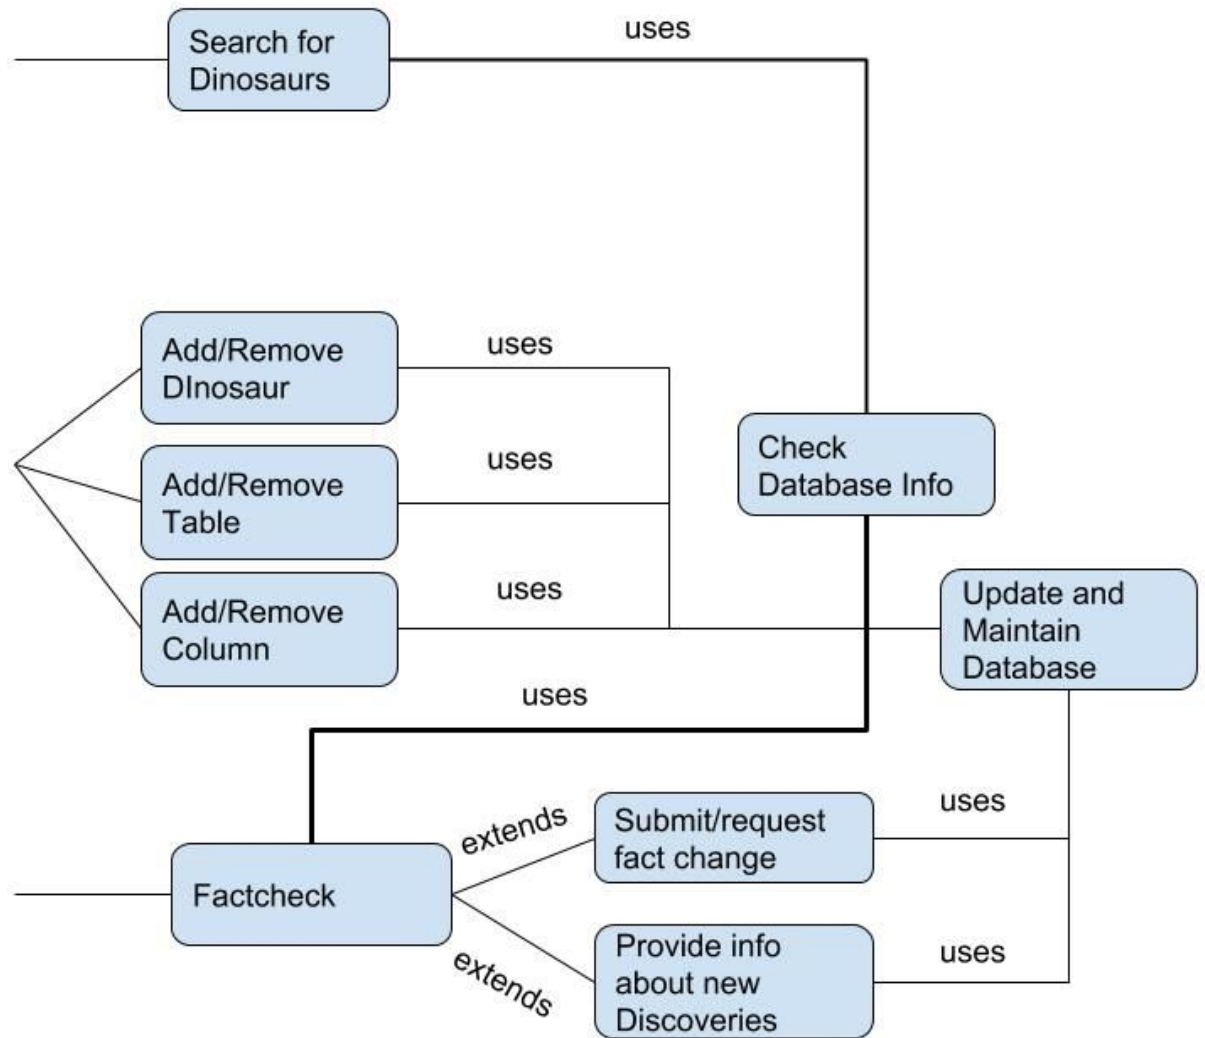 Search for
Dinosaurs
uses
Add/Remove
DInosaur
uses
Add/Remove
Table
uses
Check
Database Info
Add/Remove
Column
uses
Update and
Maintain
Database
uses
Factcheck
extends
extends
Submit/request
fact change
uses
Provide info
about new
Discoveries
uses